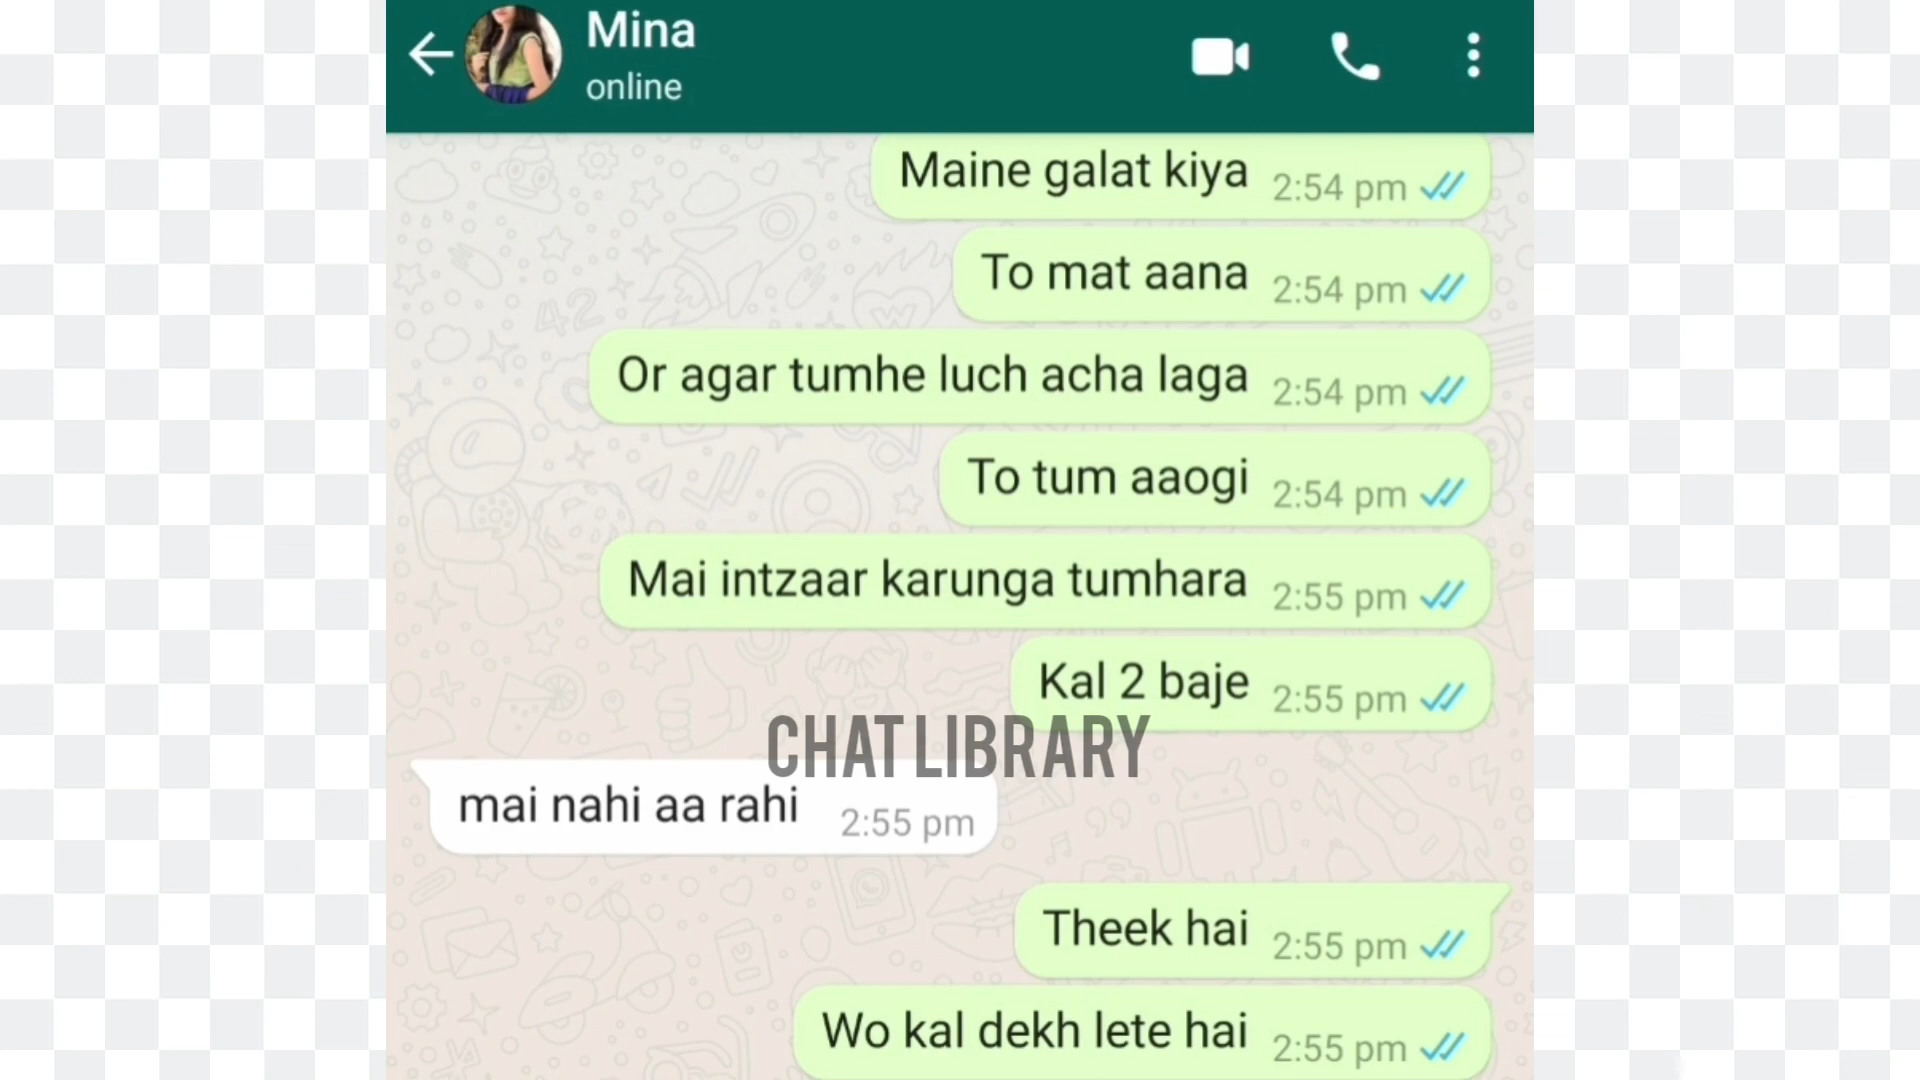 Mina
online
Maine galat kiya 2:54 pm
To mat aana 2:54 pm
Or agar tumhe luch acha laga 2:54 pm
To tum aaogi 2:54 pm
Mai intzaar karunga tumhara 2:55 pm
Kal 2 baje 2:55 pm
CHAT LIBRARY
mai nahi aa rahi 2:55 pm
Theek hai 2:55 pm
Wo kal dekh lete hai 2:55 pm